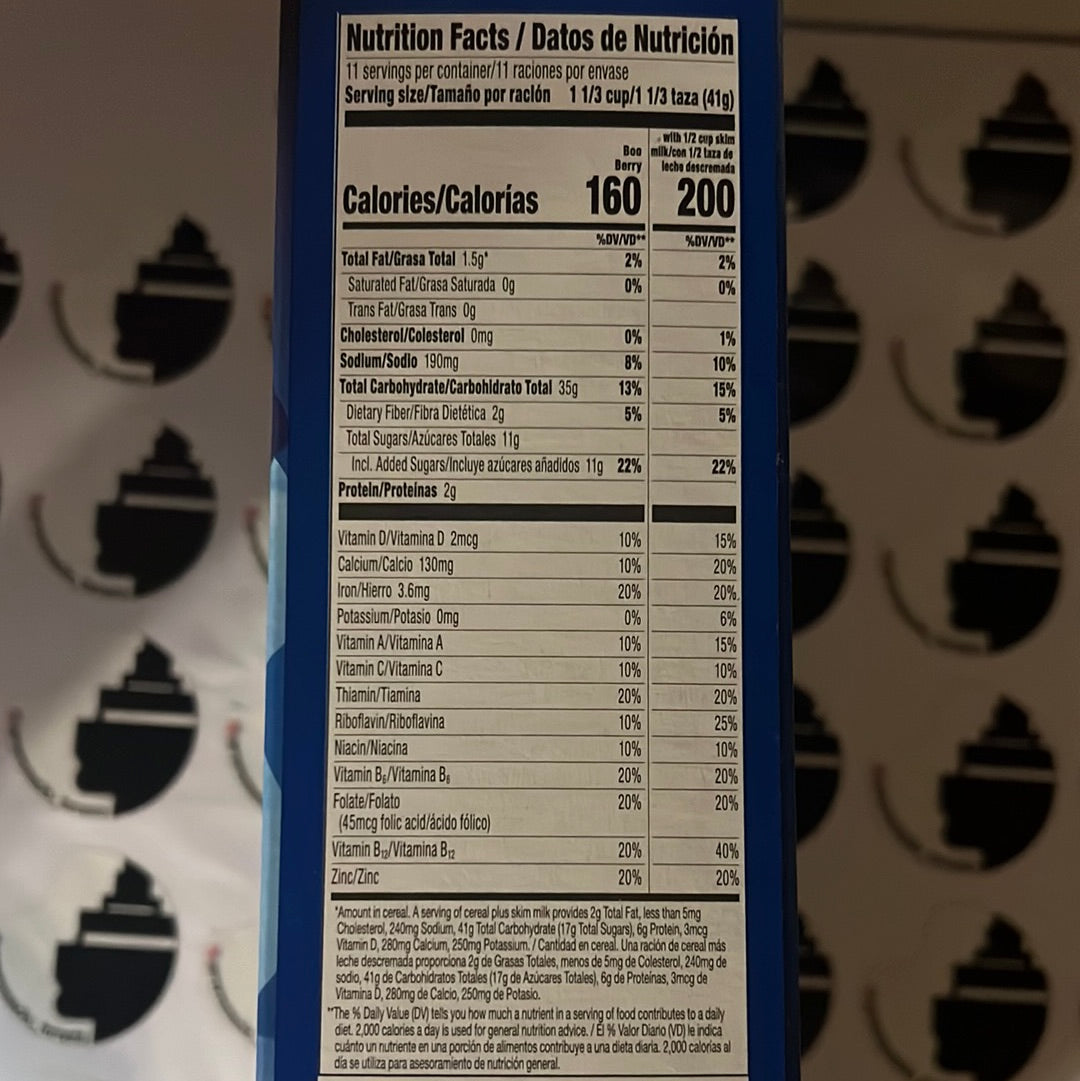 Nutrition Facts / Datos de Nutrición
11 servings per container/11 raciones por envase
Serving size/Tamaño por ración 1 1/3 cup/1 1/3 taza (41g)
Boo Berry
with 1/2 cup skim milk/con 1/2 taza de leche descremada
Calories/Calorías 160 200
%DV/VD** %DV/VD**
Total Fat/Grasa Total 1.5g* 2% 2%
Saturated Fat/Grasa Saturada 0g 0% 0%
Trans Fat/Grasa Trans 0g
Cholesterol/Colesterol 0mg 0% 1%
Sodium/Sodio 190mg 8% 10%
Total Carbohydrate/Carbohidrato Total 35g 13% 15%
Dietary Fiber/Fibra Dietética 2g 5% 5%
Total Sugars/Azúcares Totales 11g
Incl. Added Sugars/Incluye azúcares añadidos 11g 22% 22%
Protein/Proteínas 2g
Vitamin D/Vitamina D 2mcg 10% 15%
Calcium/Calcio 130mg 10% 20%
Iron/Hierro 3.6mg 20% 20%
Potassium/Potasio 0mg 0% 6%
Vitamin A/Vitamina A 10% 15%
Vitamin C/Vitamina C 10% 10%
Thiamin/Tiamina 20% 20%
Riboflavin/Riboflavina 10% 25%
Niacin/Niacina 10% 10%
Vitamin B6/Vitamina B6 20% 20%
Folate/Folato 20% 20%
(45mcg folic acid/ácido fólico)
Vitamin B12/Vitamina B12 20% 40%
Zinc/Zinc 20% 20%
*Amount in cereal. A serving of cereal plus skim milk provides 2g Total Fat, less than 5mg
Cholesterol, 240mg Sodium, 41g Total Carbohydrate (17g Total Sugars), 6g Protein, 3mcg
Vitamin D, 280mg Calcium, 250mg Potassium. / Cantidad en cereal. Una ración de cereal más
leche descremada proporciona 2g de Grasas Totales, menos de 5mg de Colesterol, 240mg de
sodio, 41g de Carbohidratos Totales (17g de Azúcares Totales), 6g de Proteínas, 3mcg de
Vitamina D, 280mg de Calcio, 250mg de Potasio.
**The % Daily Value (DV) tells you how much a nutrient in a serving of food contributes to a daily
diet. 2,000 calories a day is used for general nutrition advice. / El % Valor Diario (VD) le indica
cuánto un nutriente en una porción de alimentos contribuye a una dieta diaria. 2,000 calorías al
día se utiliza para asesoramiento de nutrición general.